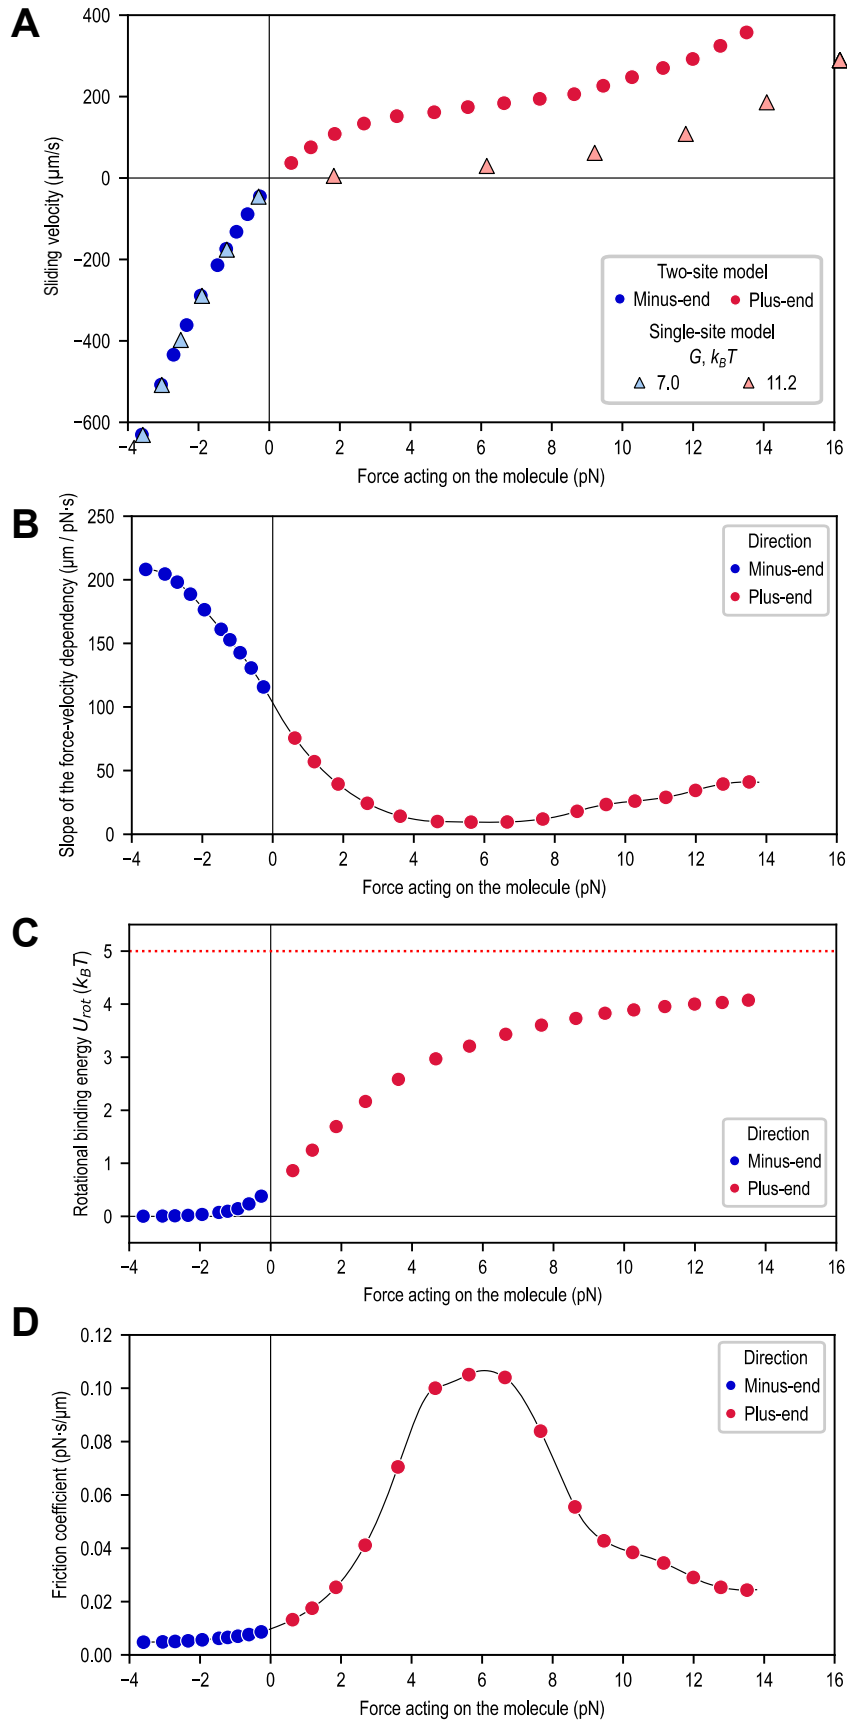 A
400
200
0
−200
−400
−600
Sliding velocity (µm/s)
Two-site model
Minus-end Plus-end
Single-site model
G, kBT
7.0 11.2
−4 −2 0 2 4 6 8 10 12 14 16
Force acting on the molecule (pN)
B
250
200
150
100
50
0
Slope of the force-velocity dependency (µm / pN·s)
Direction
Minus-end
Plus-end
−4 −2 0 2 4 6 8 10 12 14 16
Force acting on the molecule (pN)
C
5
4
3
2
1
0
Rotational binding energy Urot (kBT)
Direction
Minus-end
Plus-end
−4 −2 0 2 4 6 8 10 12 14 16
Force acting on the molecule (pN)
D
0.12
0.10
0.08
0.06
0.04
0.02
0.00
Friction coefficient (pN·s/µm)
Direction
Minus-end
Plus-end
−4 −2 0 2 4 6 8 10 12 14 16
Force acting on the molecule (pN)